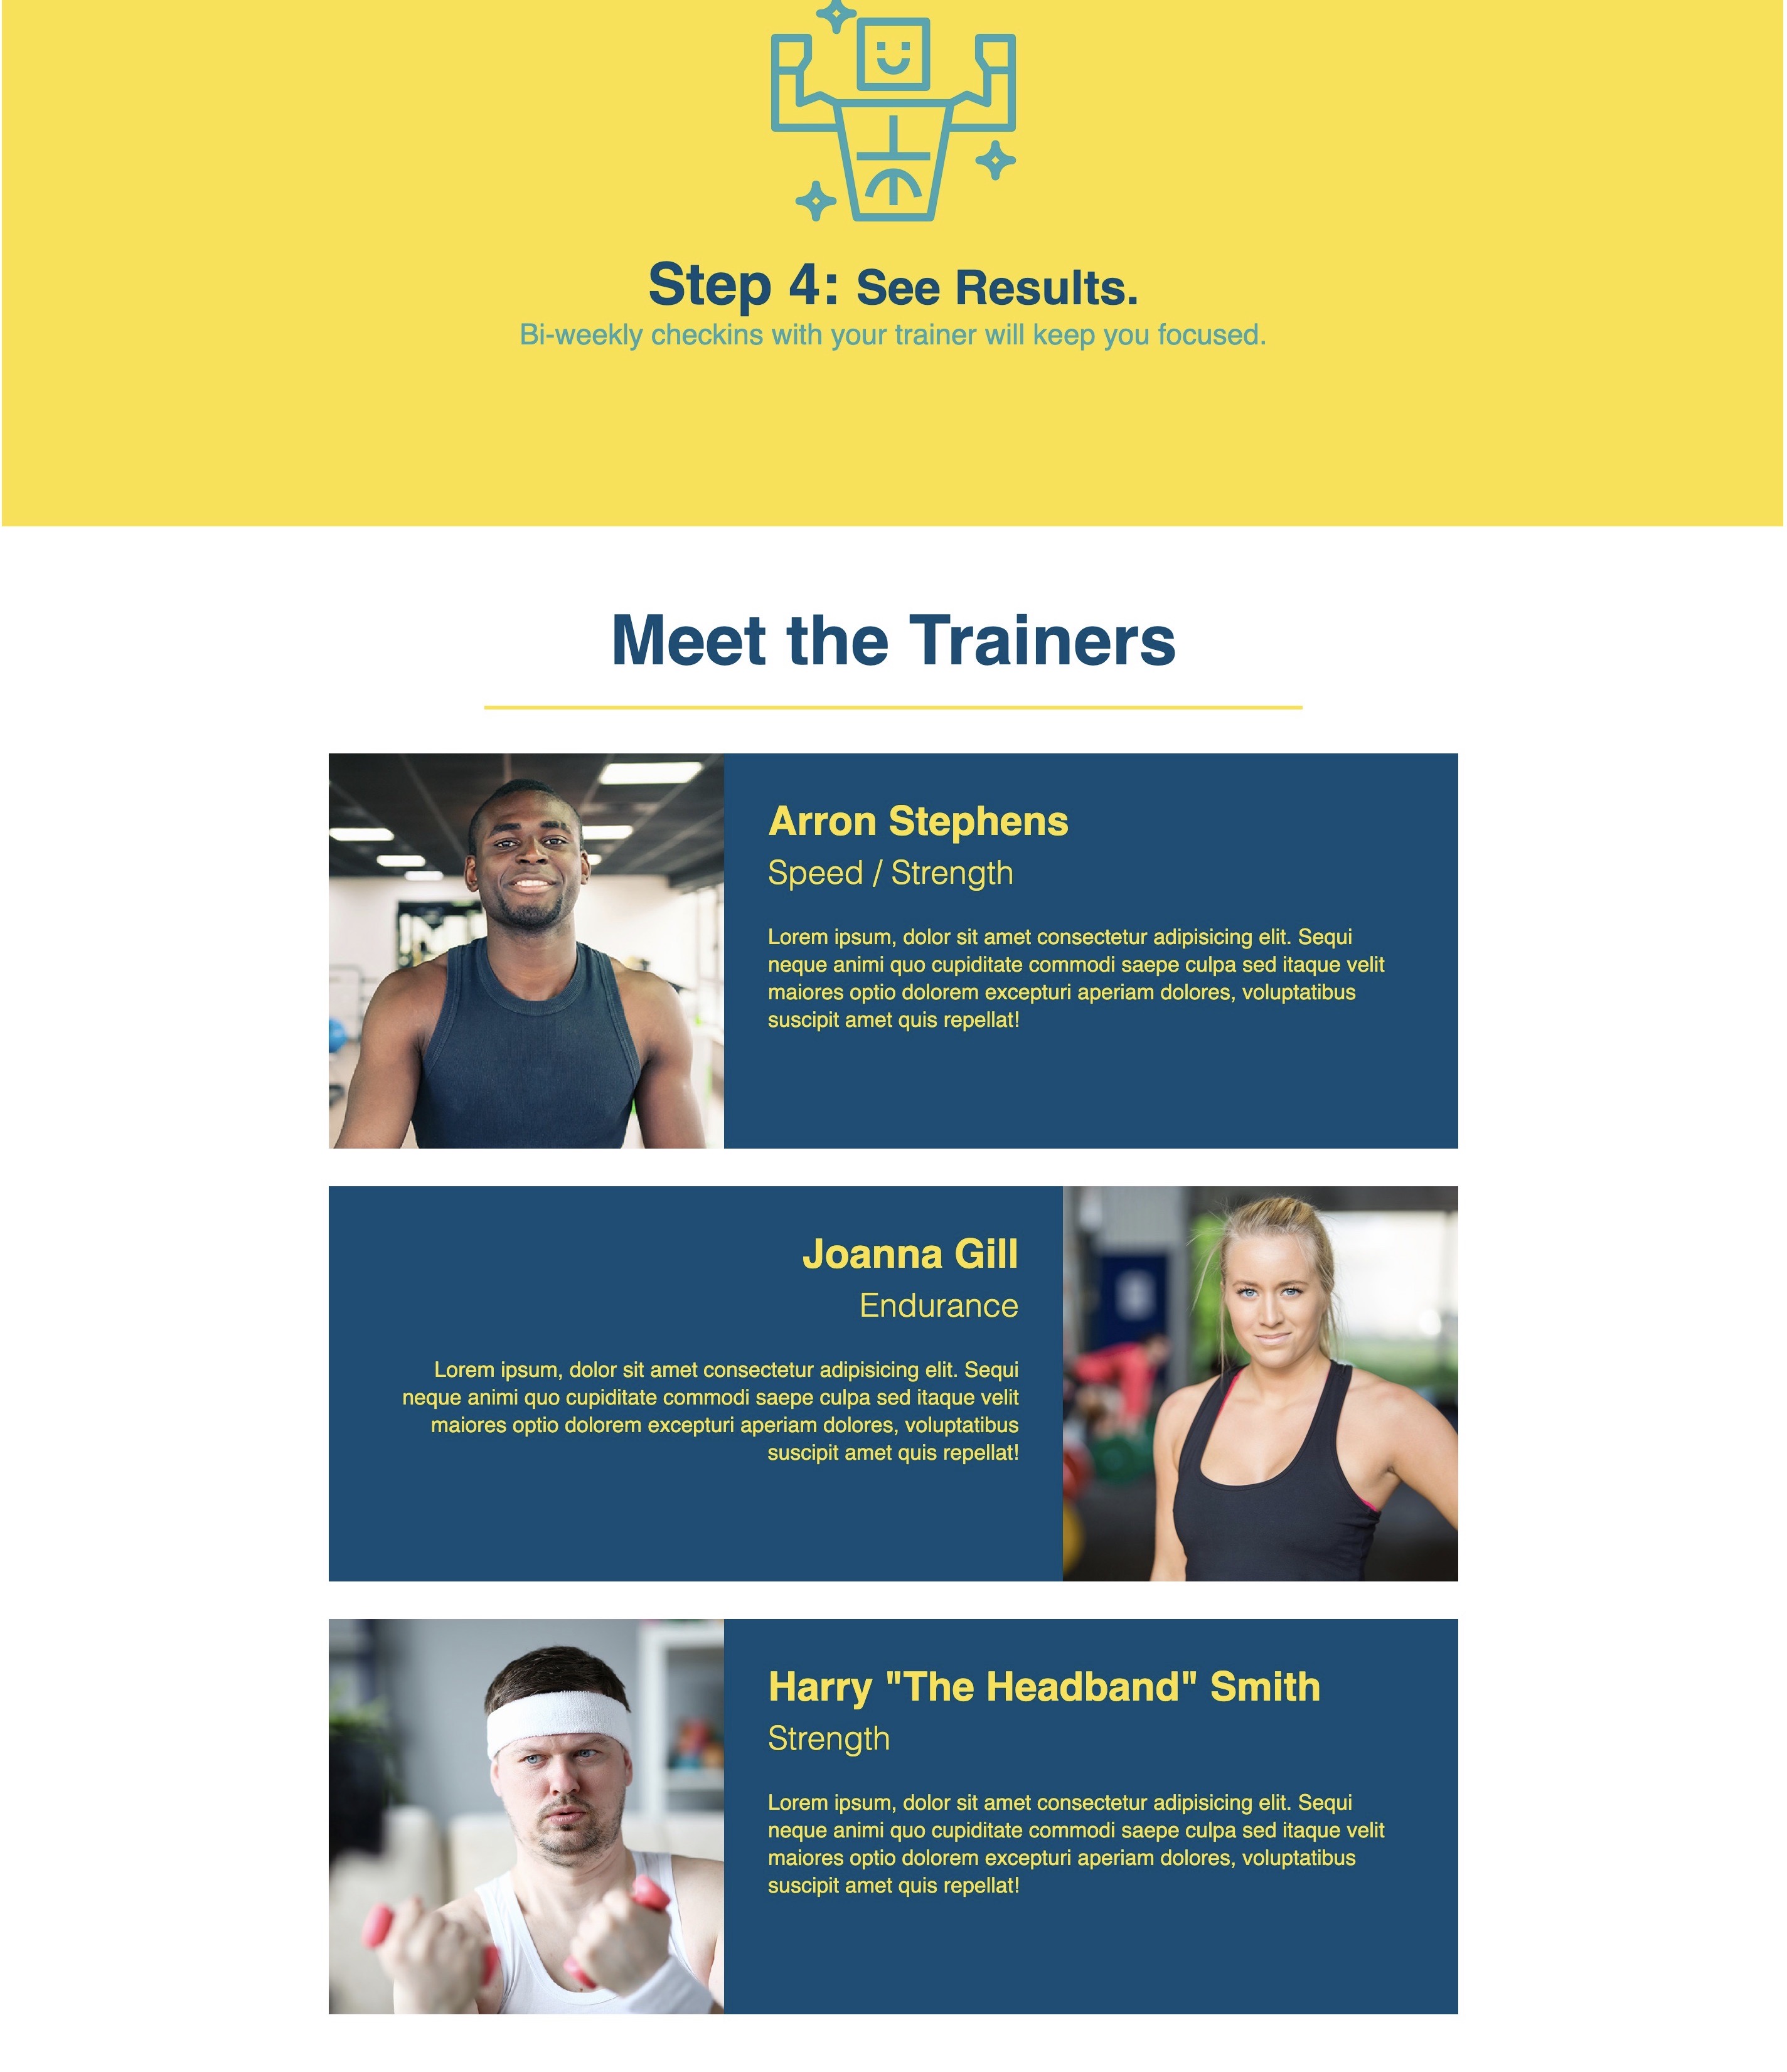 Step 4: See Results.
Bi-weekly checkins with your trainer will keep you focused.
Meet the Trainers
Arron Stephens
Speed / Strength
Lorem ipsum, dolor sit amet consectetur adipisicing elit. Sequi
neque animi quo cupiditate commodi saepe culpa sed itaque velit
maiores optio dolorem excepturi aperiam dolores, voluptatibus
suscipit amet quis repellat!
Joanna Gill
Endurance
Lorem ipsum, dolor sit amet consectetur adipisicing elit. Sequi
neque animi quo cupiditate commodi saepe culpa sed itaque velit
maiores optio dolorem excepturi aperiam dolores, voluptatibus
suscipit amet quis repellat!
Harry "The Headband" Smith
Strength
Lorem ipsum, dolor sit amet consectetur adipisicing elit. Sequi
neque animi quo cupiditate commodi saepe culpa sed itaque velit
maiores optio dolorem excepturi aperiam dolores, voluptatibus
suscipit amet quis repellat!